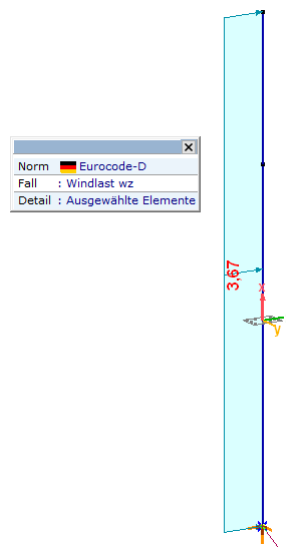 Norm Eurocode-D
Fall : Windlast wz
Detail : Ausgewählte Elemente
3,67
x
y